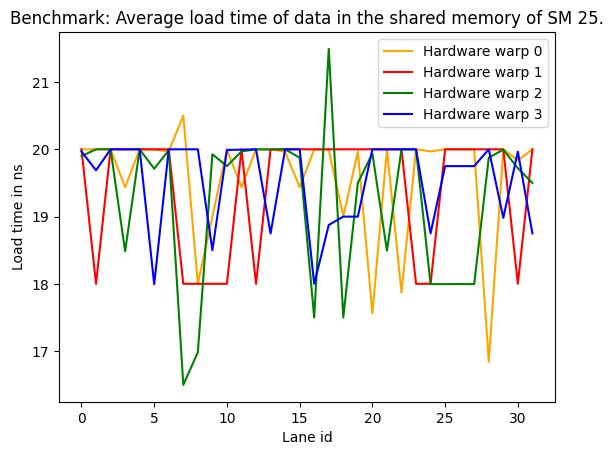 Benchmark: Average load time of data in the shared memory of SM 25.
Hardware warp 0
Hardware warp 1
Hardware warp 2
Hardware warp 3
Load time in ns
21
20
19
18
17
0 5 10 15 20 25 30
Lane id